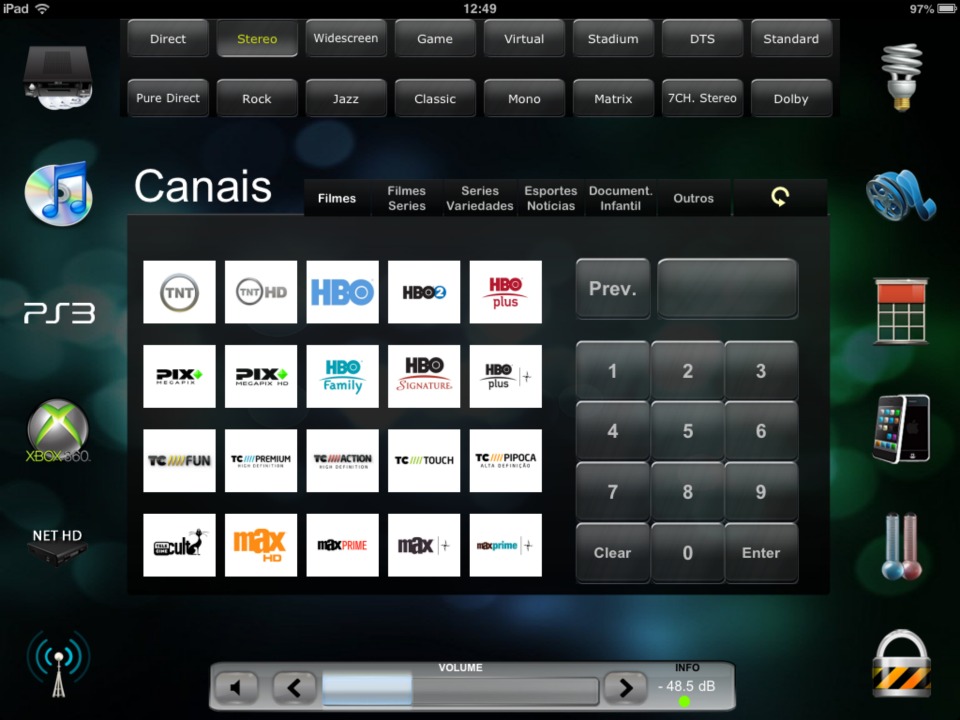 iPad
12:49
97%
Direct
Stereo
Widescreen
Game
Virtual
Stadium
DTS
Standard
Pure Direct
Rock
Jazz
Classic
Mono
Matrix
7CH. Stereo
Dolby
Canais
Filmes
Filmes
Series
Series
Variedades
Esportes
Noticias
Document.
Infantil
Outros
TNT
TNT HD
HBO
HBO2
HBO
plus
Prev.
PS3
PIX+
MEGAPIX
PIX+
MEGAPIX HD
HBO
Family
HBO
SIGNATURE
HBO
plus +
1
2
3
4
5
6
XBOX 360
TC////FUN
TC////PREMIUM
HIGH DEFINITION
TC////ACTION
HIGH DEFINITION
TC////TOUCH
TC////PIPOCA
ALTA DEFINIÇÃO
7
8
9
NET HD
TELE
CINE
cult
max
HD
maxPRIME
max +
maxprime +
Clear
0
Enter
VOLUME
INFO
- 48.5 dB